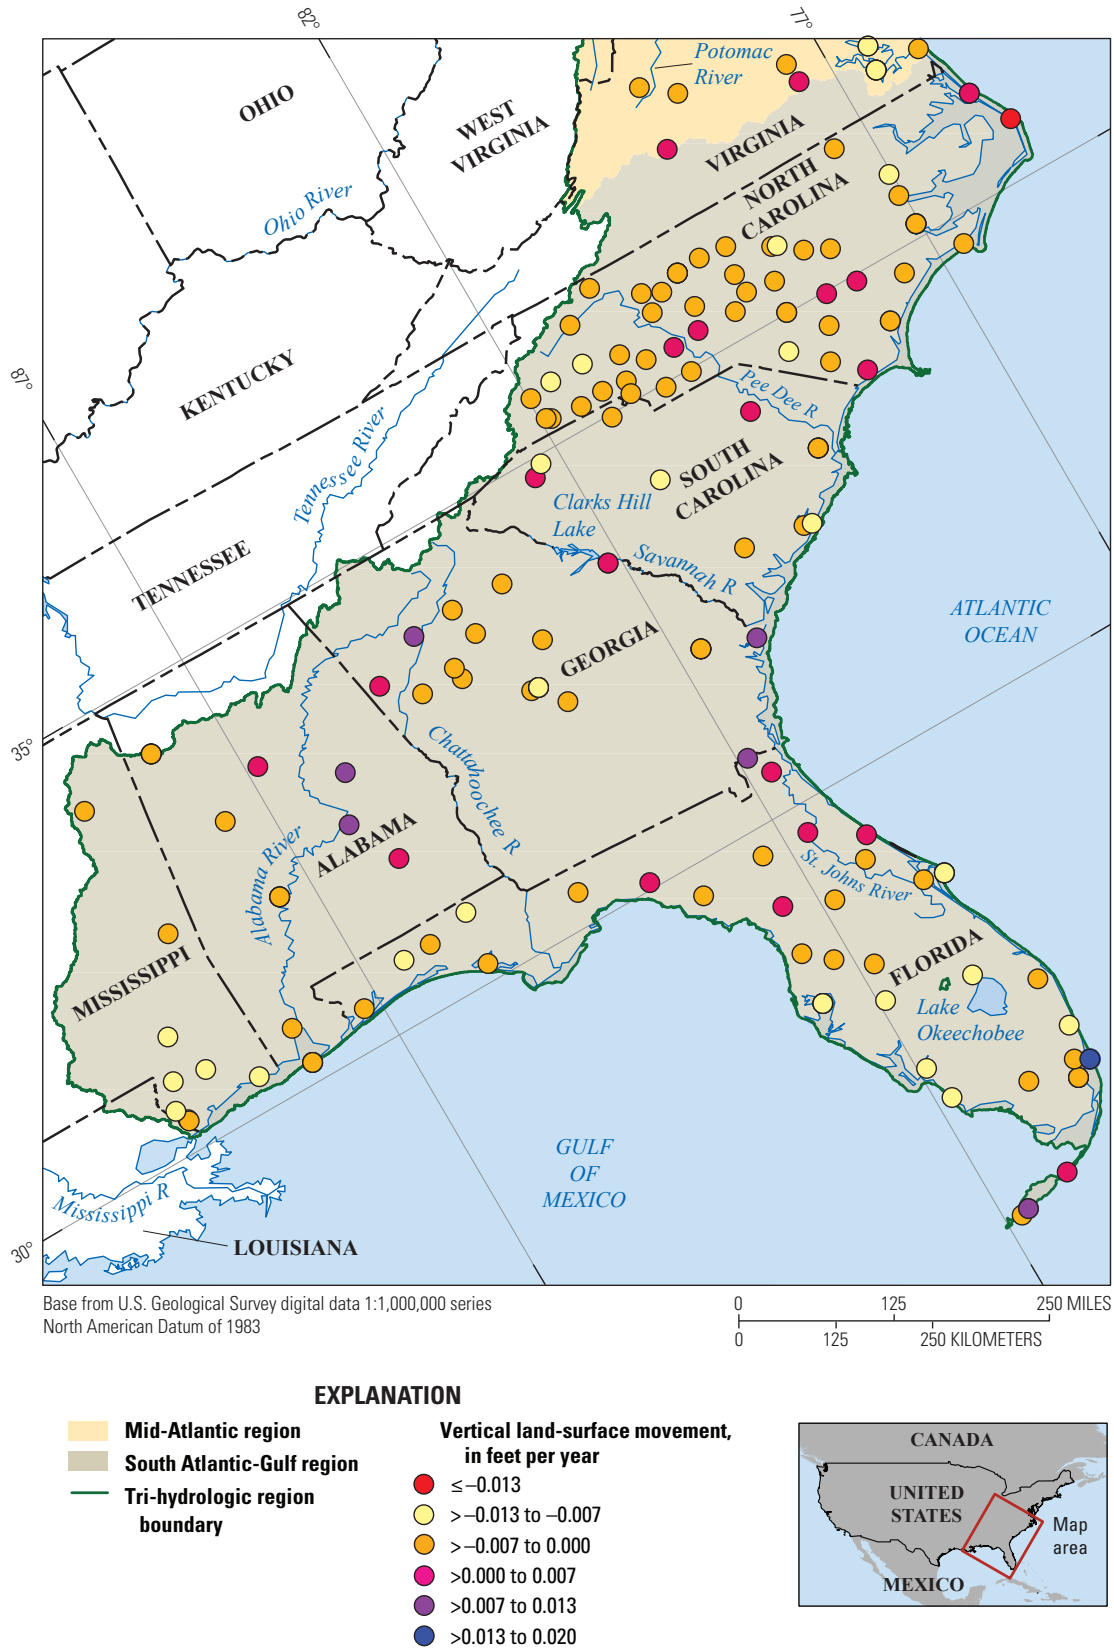 82°
77°
Potomac
River
OHIO
WEST
VIRGINIA
VIRGINIA
Ohio River
NORTH
CAROLINA
87°
KENTUCKY
Pee Dee R
Tennessee River
SOUTH
CAROLINA
Clarks Hill
Lake
Savannah R
TENNESSEE
ATLANTIC
OCEAN
GEORGIA
35°
Chattahoochee R
ALABAMA
Alabama River
St. Johns River
MISSISSIPPI
FLORIDA
Lake
Okeechobee
GULF
OF
MEXICO
Mississippi R
LOUISIANA
30°
Base from U.S. Geological Survey digital data 1:1,000,000 series
North American Datum of 1983
0 125 250 MILES
0 125 250 KILOMETERS
EXPLANATION
Mid-Atlantic region
South Atlantic-Gulf region
Tri-hydrologic region
boundary
Vertical land-surface movement,
in feet per year
≤−0.013
>−0.013 to −0.007
>−0.007 to 0.000
>0.000 to 0.007
>0.007 to 0.013
>0.013 to 0.020
CANADA
UNITED
STATES
Map
area
MEXICO